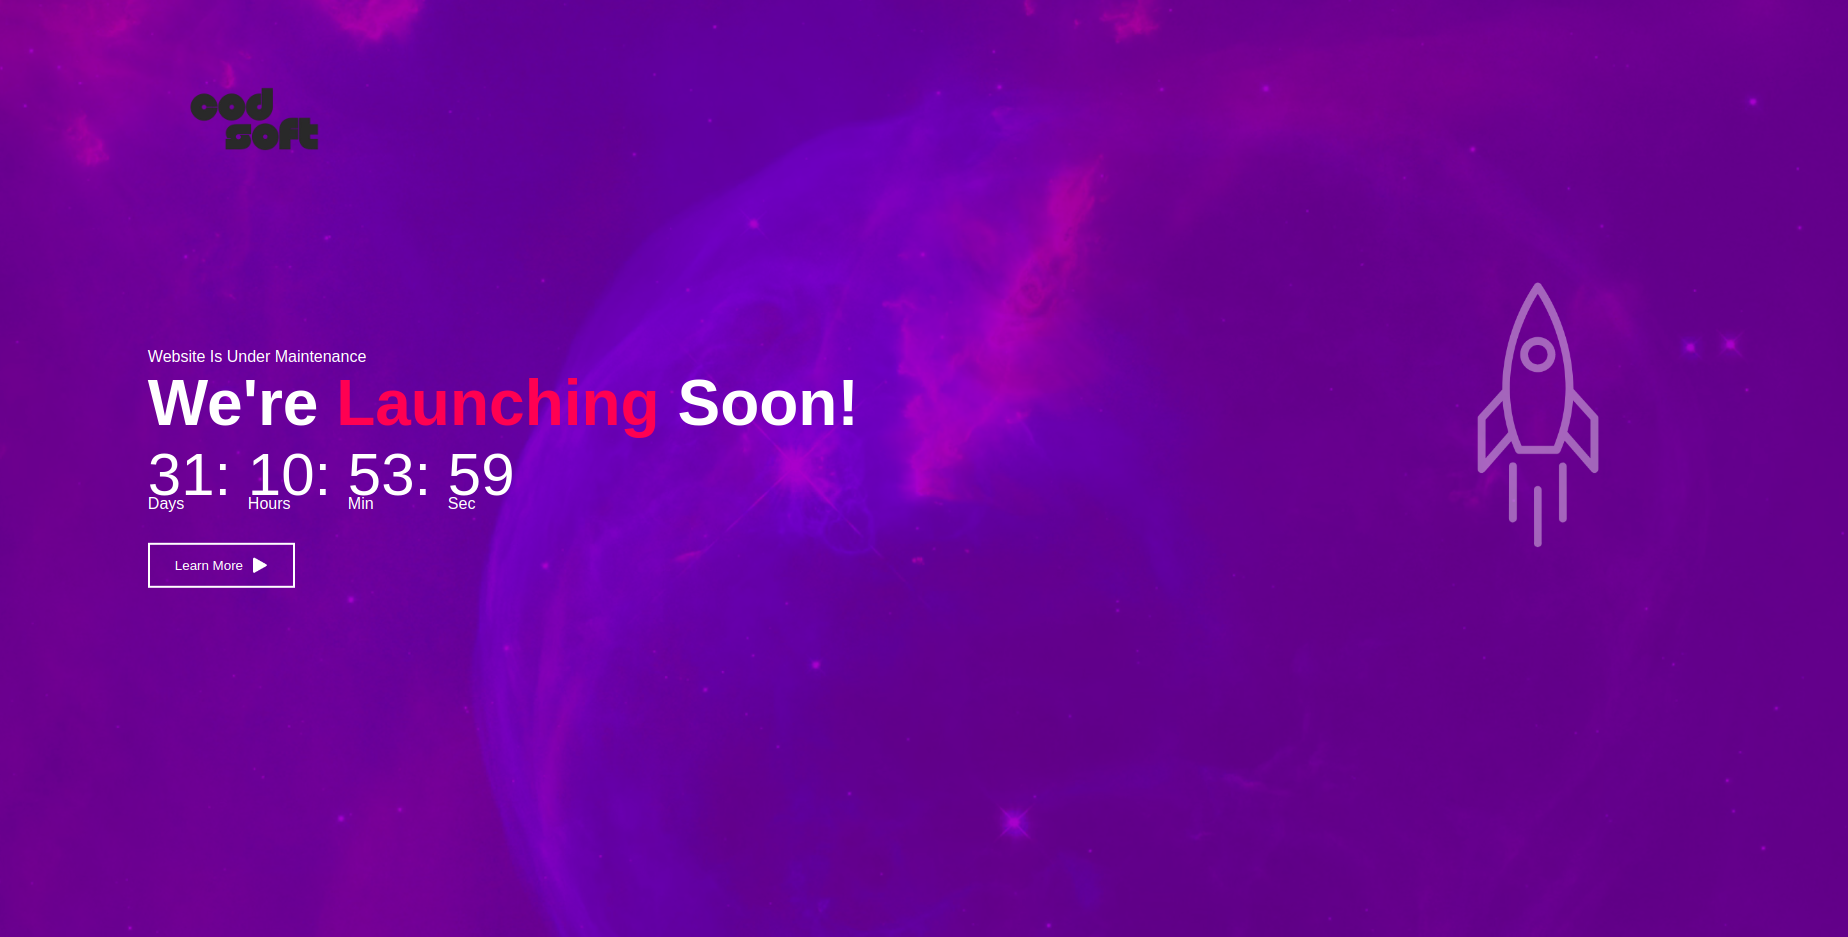 cod
soft
Website Is Under Maintenance
We're Launching Soon!
31: 10: 53: 59
Days Hours Min Sec
Learn More